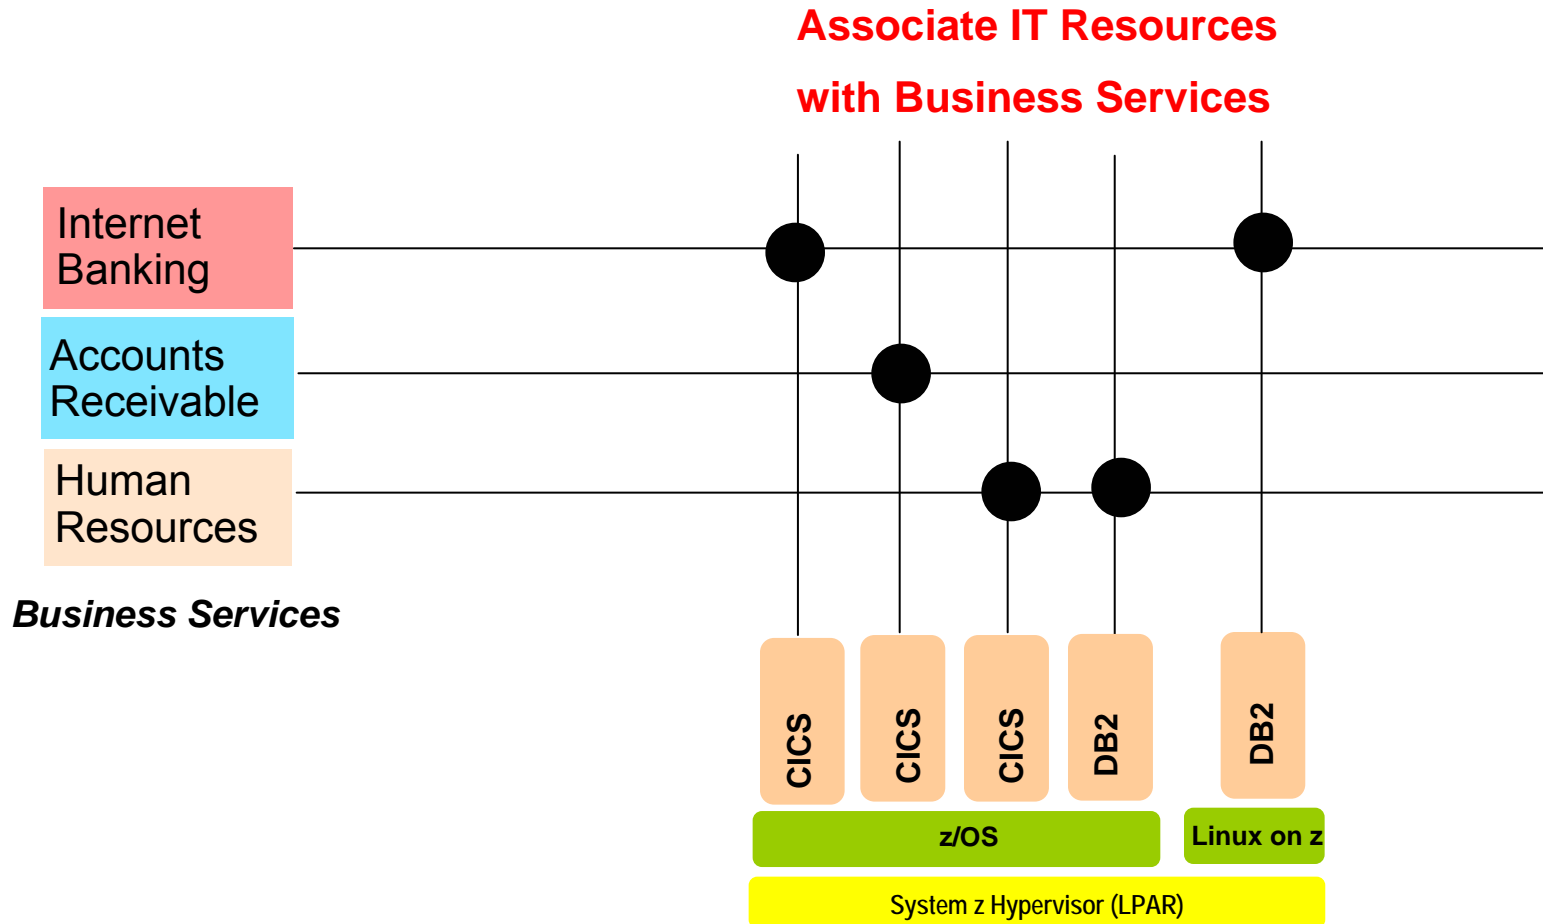 Associate IT Resources
with Business Services
Internet
Banking
Accounts
Receivable
Human
Resources
Business Services
CICS
CICS
CICS
DB2
DB2
z/OS
Linux on z
System z Hypervisor (LPAR)